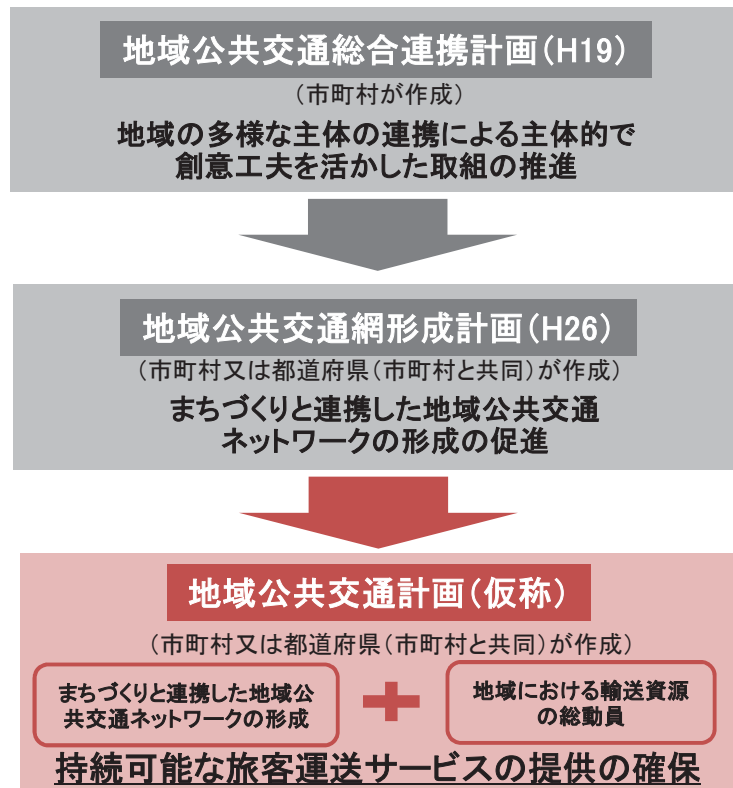 地域公共交通総合連携計画（H19）
（市町村が作成）
地域の多様な主体の連携による主体的で
創意工夫を活かした取組の推進
地域公共交通網形成計画（H26）
（市町村又は都道府県（市町村と共同）が作成）
まちづくりと連携した地域公共交通
ネットワークの形成の促進
地域公共交通計画（仮称）
（市町村又は都道府県（市町村と共同）が作成）
まちづくりと連携した地域公
共交通ネットワークの形成
地域における輸送資源
の総動員
持続可能な旅客運送サービスの提供の確保